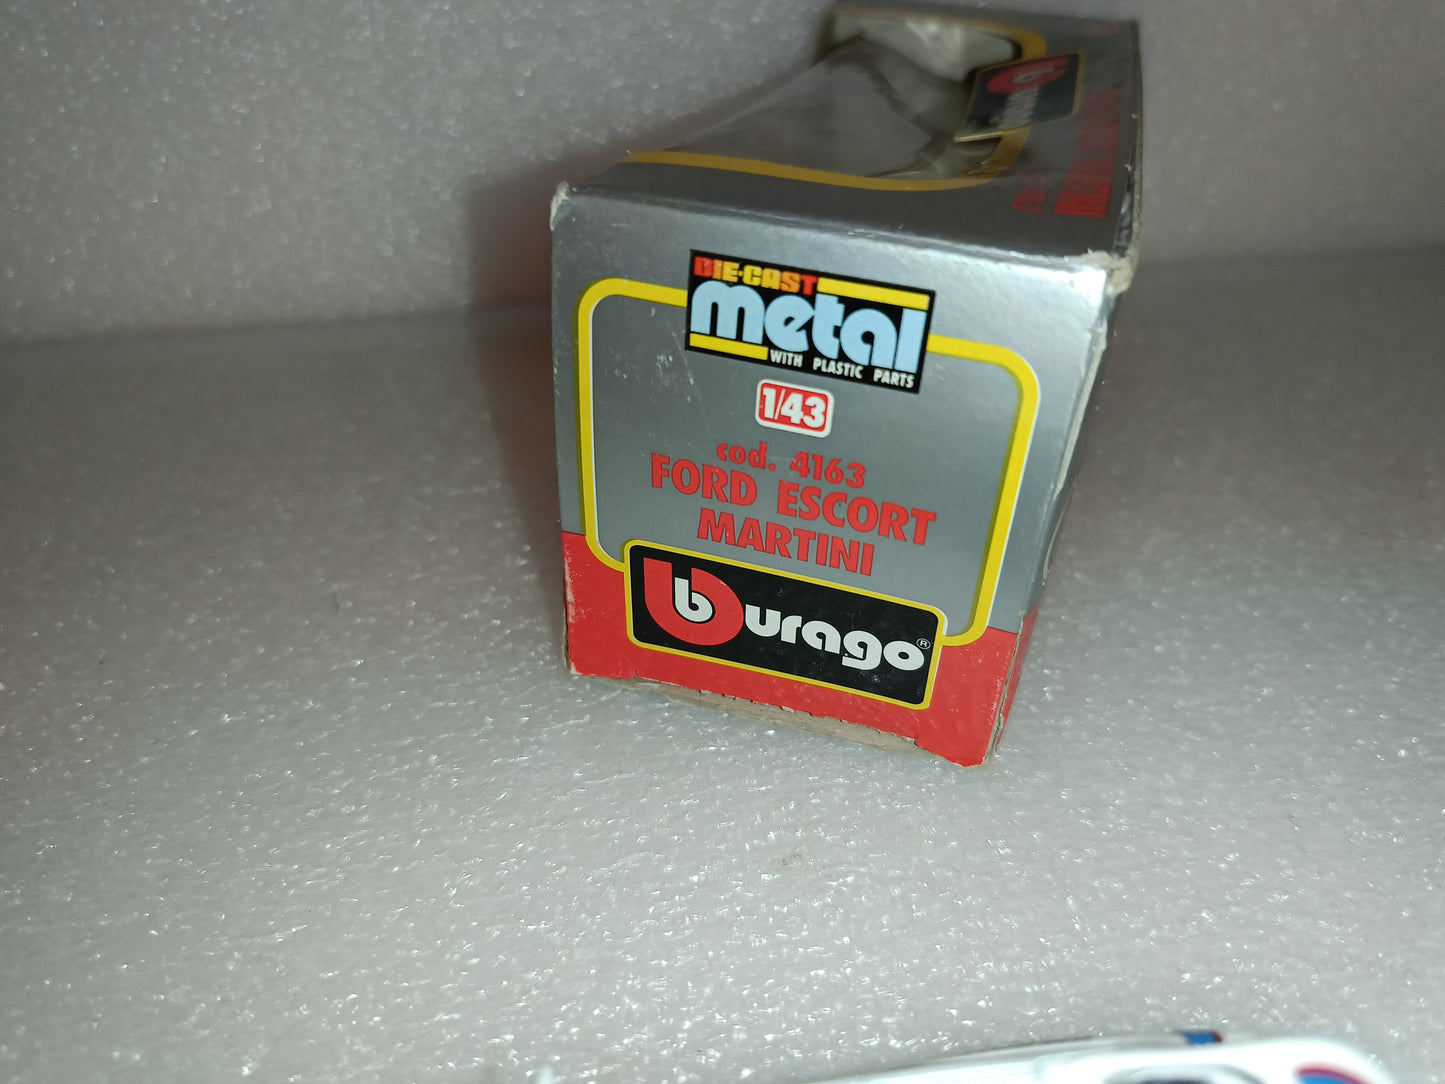 DIE-CAST
metal
WITH PLASTIC PARTS
1/43
cod. 4163
FORD ESCORT
MARTINI
burago®